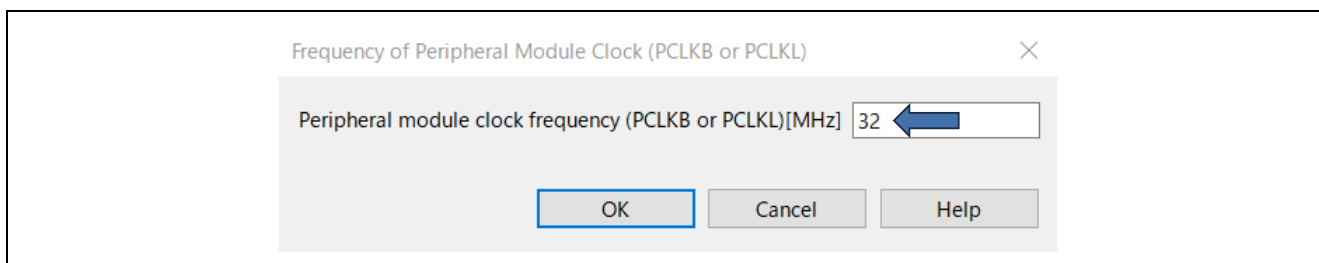 Frequency of Peripheral Module Clock (PCLKB or PCLKL)
Peripheral module clock frequency (PCLKB or PCLKL)[MHz] 32
OK Cancel Help